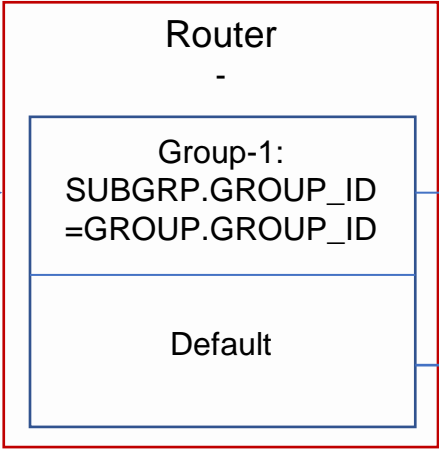 Router
-
Group-1:
SUBGRP.GROUP_ID
=GROUP.GROUP_ID
Default